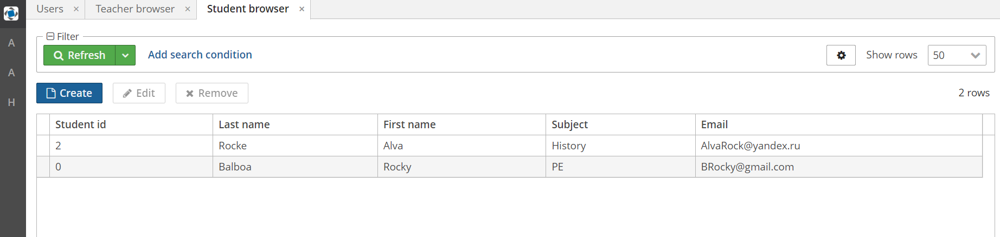 Users × Teacher browser × Student browser ×
Filter
A
Refresh Add search condition Show rows 50
A
Create Edit Remove 2 rows
H
Student id Last name First name Subject Email
2 Rocke Alva History AlvaRock@yandex.ru
0 Balboa Rocky PE BRocky@gmail.com